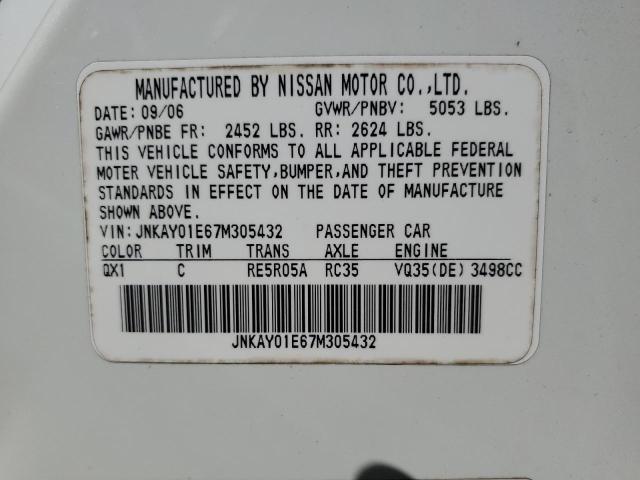 MANUFACTURED BY NISSAN MOTOR CO.,LTD.
DATE: 09/06 GVWR/PNBV: 5053 LBS.
GAWR/PNBE FR: 2452 LBS. RR: 2624 LBS.
THIS VEHICLE CONFORMS TO ALL APPLICABLE FEDERAL
MOTOR VEHICLE SAFETY,BUMPER,AND THEFT PREVENTION
STANDARDS IN EFFECT ON THE DATE OF MANUFACTURE
SHOWN ABOVE.
VIN: JNKAY01E67M305432 PASSENGER CAR
COLOR TRIM TRANS AXLE ENGINE
QX1 C RE5R05A RC35 VQ35(DE) 3498CC
JNKAY01E67M305432